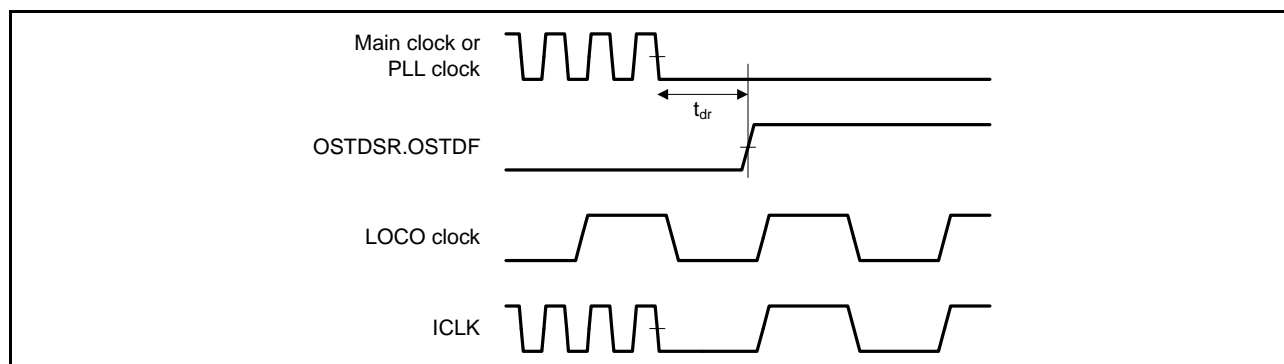 Main clock or
PLL clock
tdr
OSTDSR.OSTDF
LOCO clock
ICLK